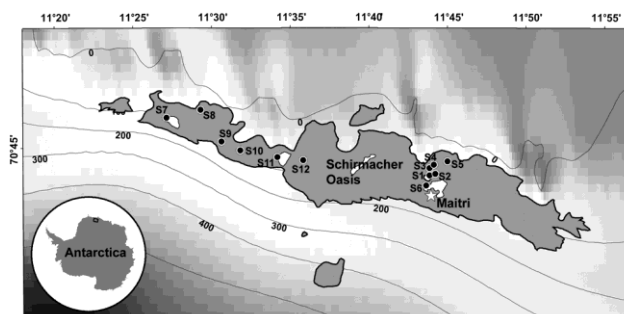 11°20' 11°25' 11°30' 11°35' 11°40' 11°45' 11°50' 11°55'
0
S7
S8
S9
S10
S11
S12
0
S4
S3
S5
S1
S2
S6
70°45'
200
300
Schirmacher
Oasis
Maitri
200
300
400
Antarctica